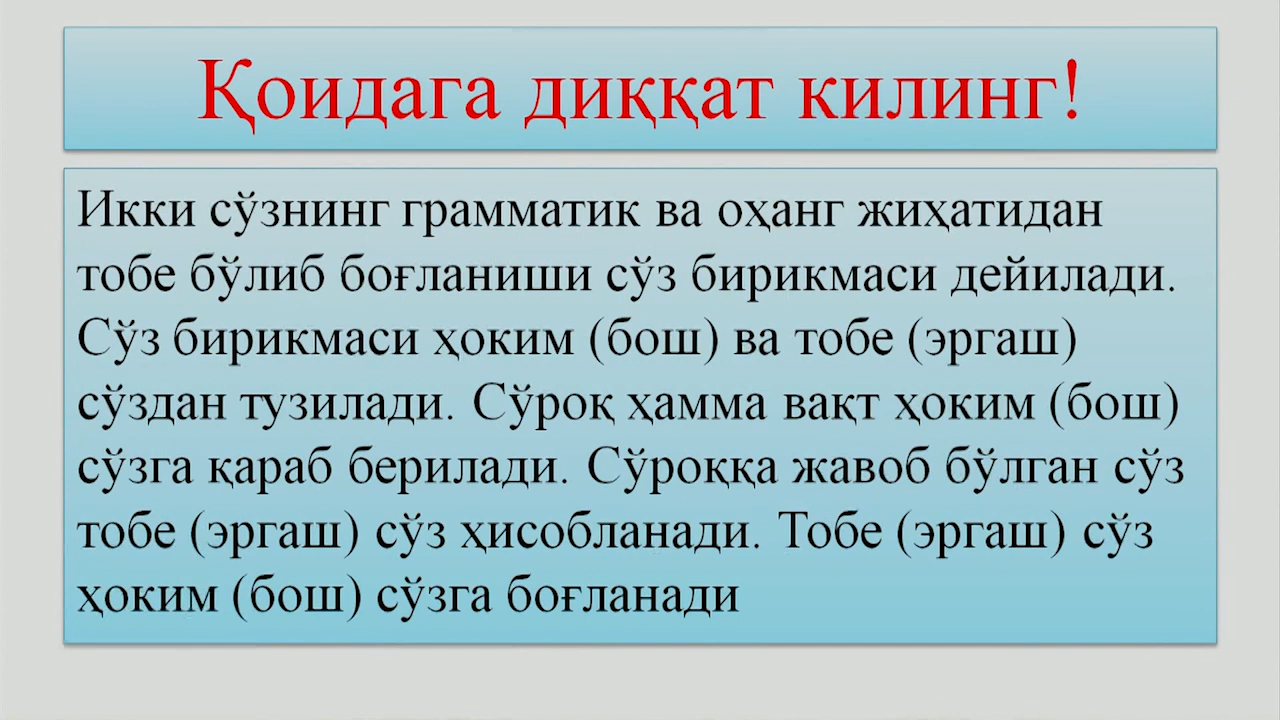 Қоидага диққат килинг!
Икки сўзнинг грамматик ва оҳанг жиҳатидан
тобе бўлиб боғланиши сўз бирикмаси дейилади.
Сўз бирикмаси ҳоким (бош) ва тобе (эргаш)
сўздан тузилади. Сўроқ ҳамма вақт ҳоким (бош)
сўзга қараб берилади. Сўроққа жавоб бўлган сўз
тобе (эргаш) сўз ҳисобланади. Тобе (эргаш) сўз
ҳоким (бош) сўзга боғланади